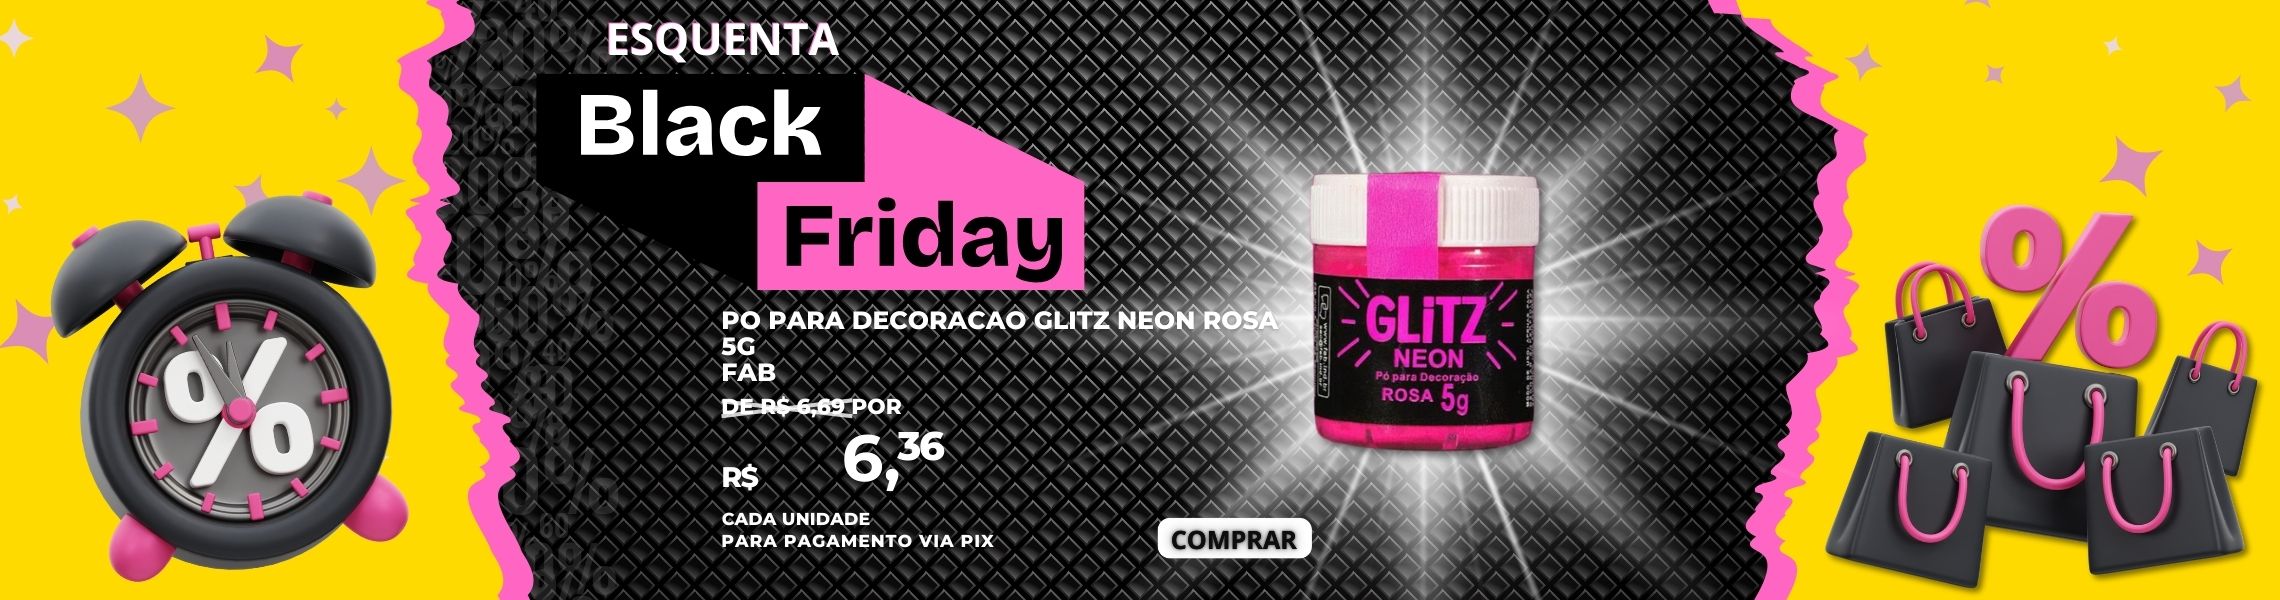 ESQUENTA
Black
Friday
PO PARA DECORACAO GLITZ NEON ROSA
5G
FAB
DE R$ 6,69 POR
R$ 6,36
CADA UNIDADE
PARA PAGAMENTO VIA PIX
COMPRAR
GLiTZ
NEON
Pó para Decoração
ROSA 5g
%
%